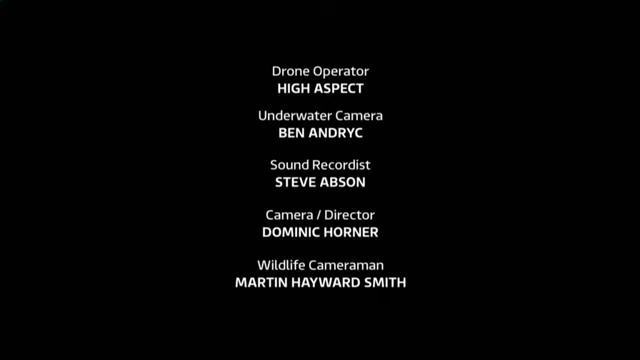 Drone Operator
HIGH ASPECT
Underwater Camera
BEN ANDRYC
Sound Recordist
STEVE ABSON
Camera / Director
DOMINIC HORNER
Wildlife Cameraman
MARTIN HAYWARD SMITH